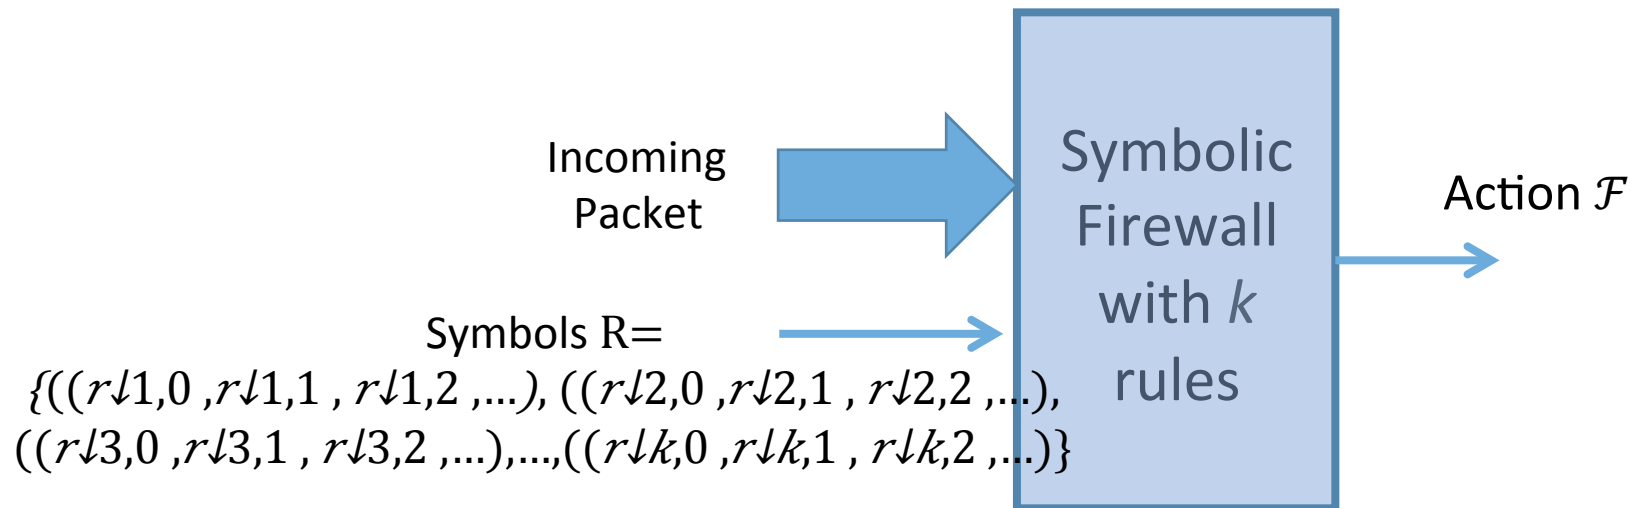 Incoming
Packet
Symbols R=
{((r↓1,0 ,r↓1,1 , r↓1,2 ,...), ((r↓2,0 ,r↓2,1 , r↓2,2 ,...),
((r↓3,0 ,r↓3,1 , r↓3,2 ,...),...,((r↓k,0 ,r↓k,1 , r↓k,2 ,...)}
Symbolic
Firewall
with k
rules
Action ℱ